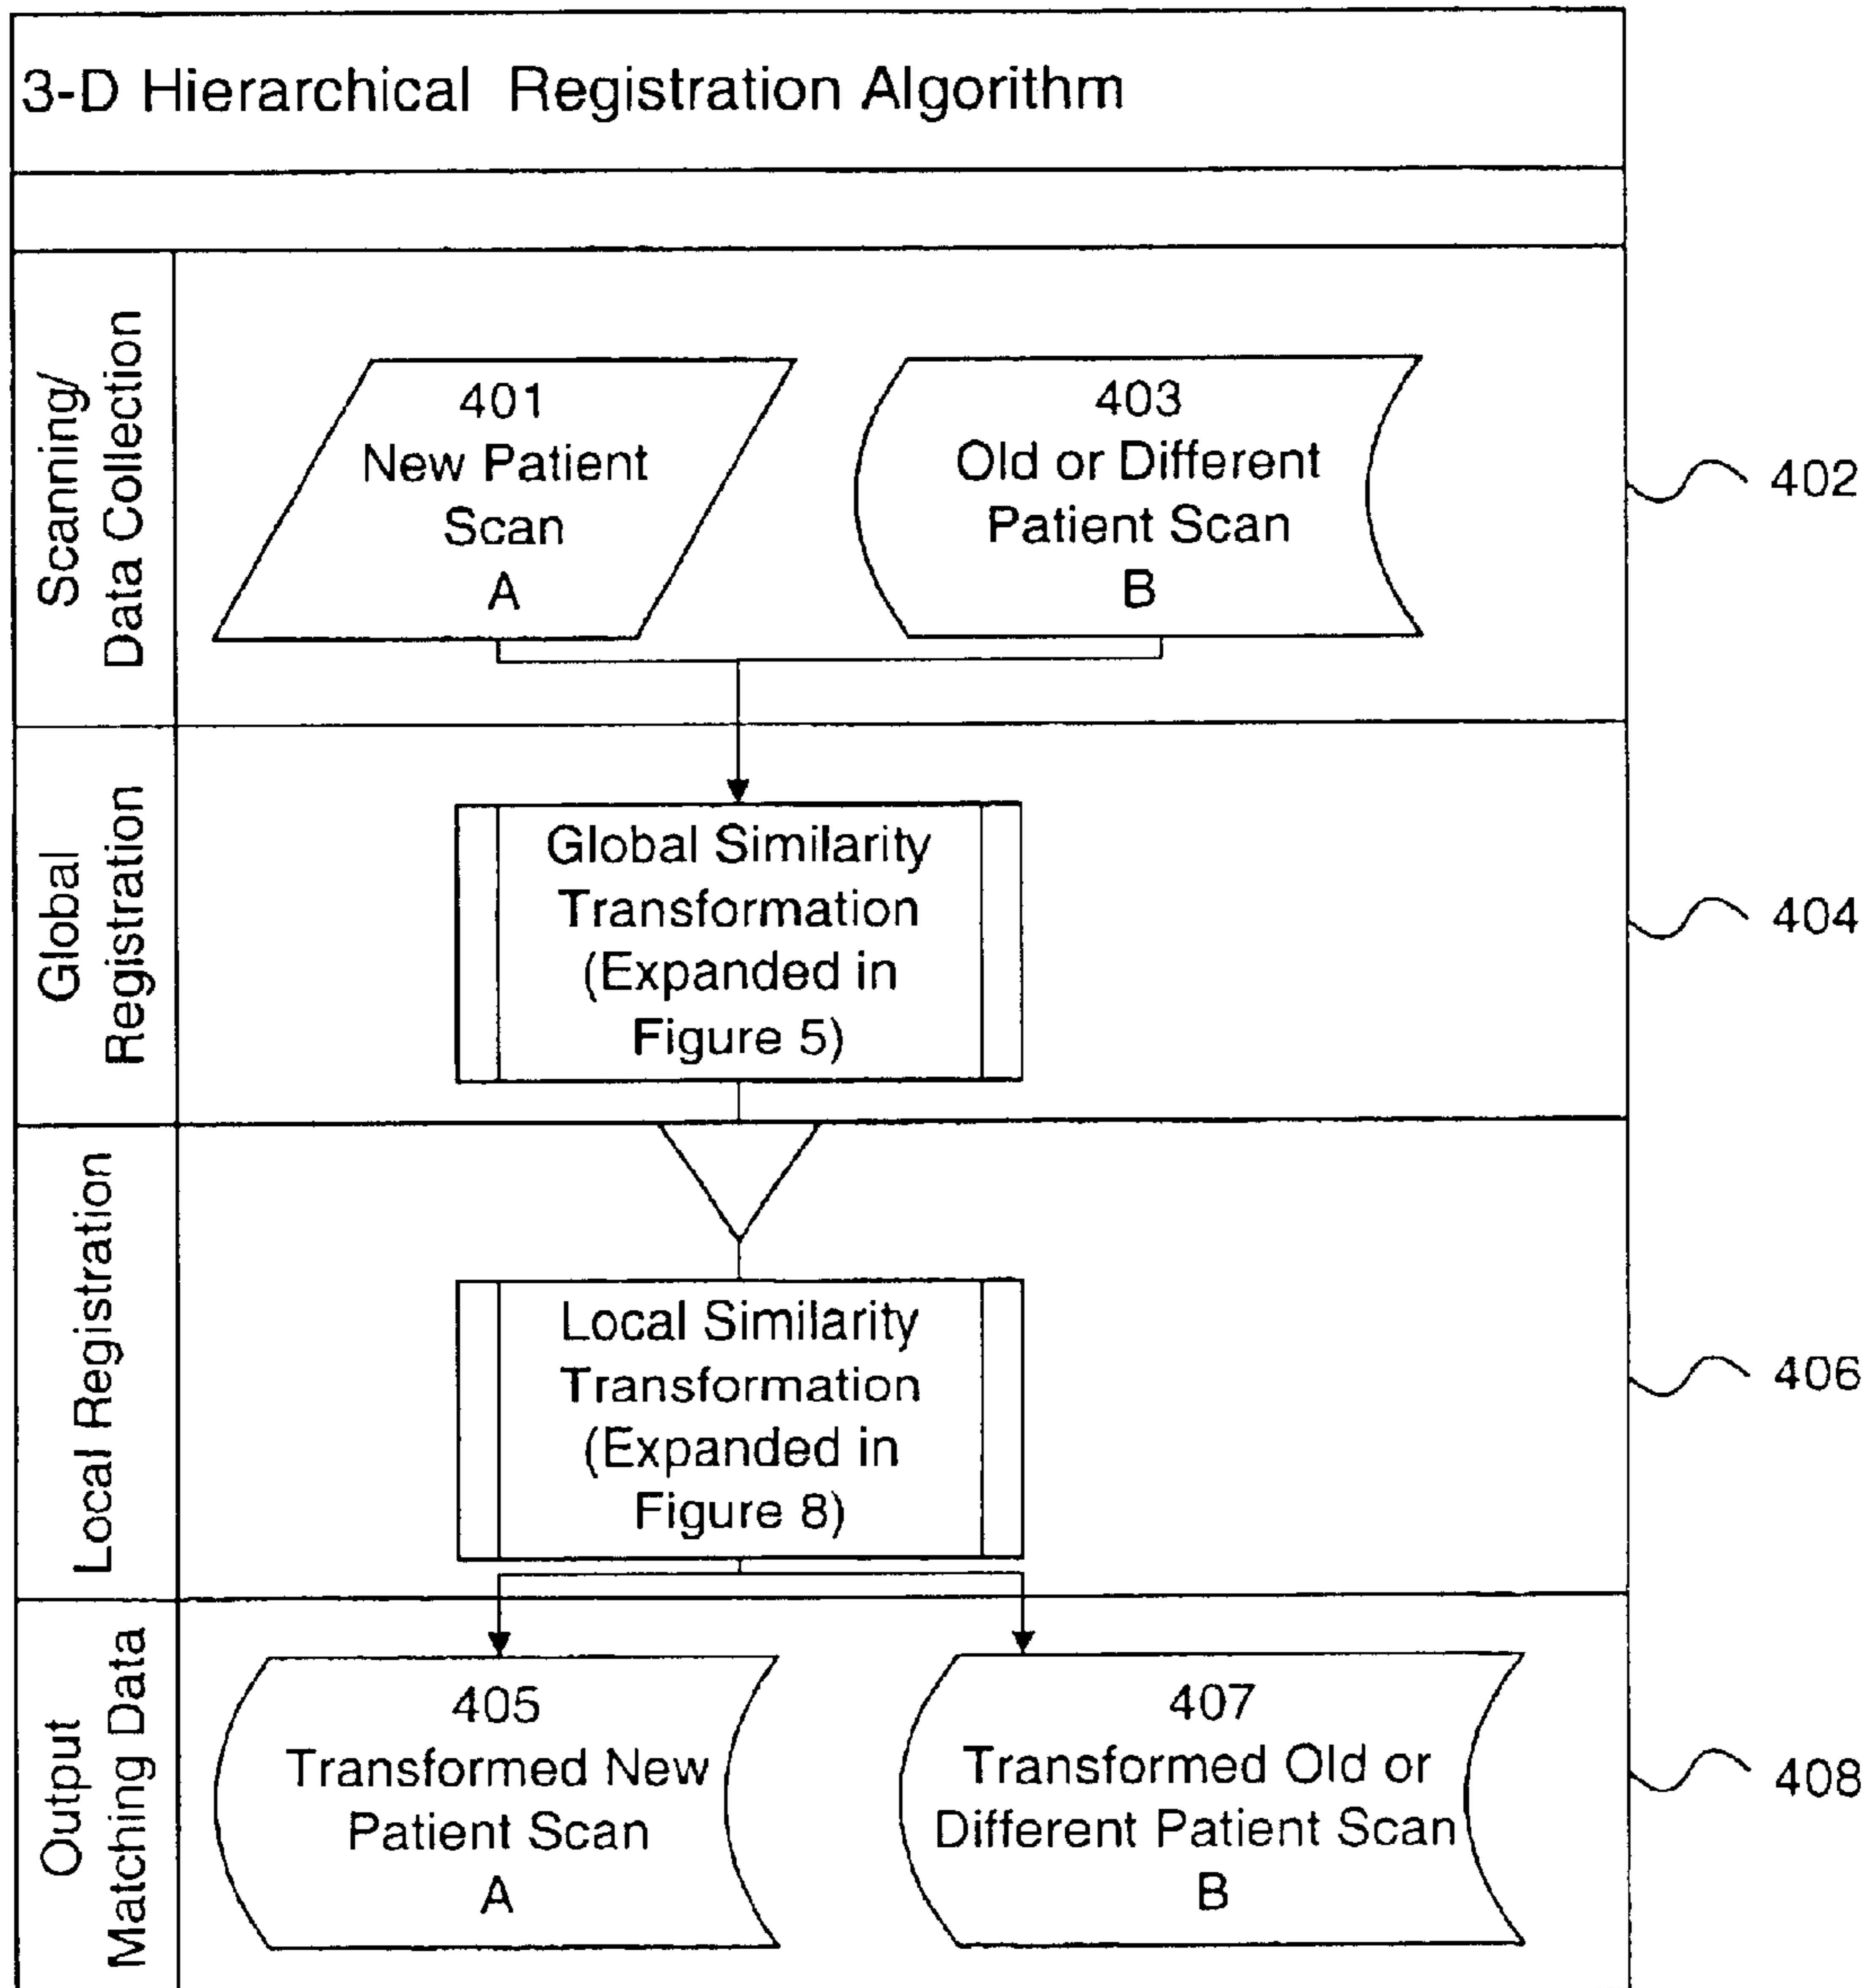 3-D Hierarchical Registration Algorithm
Scanning/
Data Collection
401
New Patient
Scan
A
403
Old or Different
Patient Scan
B
402
Global
Registration
Global Similarity
Transformation
(Expanded in
Figure 5)
404
Local Registration
Local Similarity
Transformation
(Expanded in
Figure 8)
406
Output
Matching Data
405
Transformed New
Patient Scan
A
407
Transformed Old or
Different Patient Scan
B
408